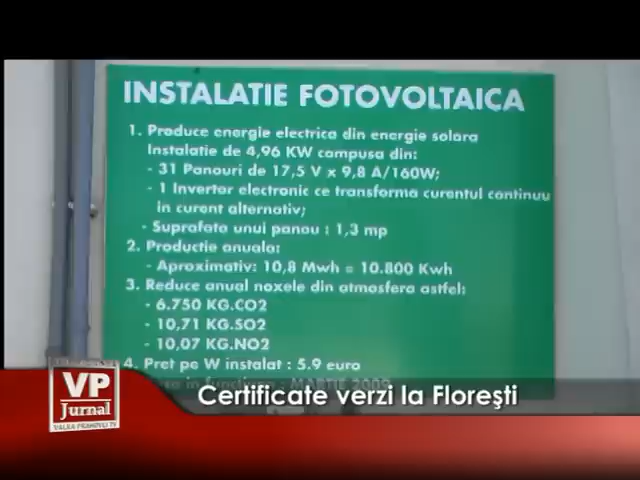 INSTALATIE FOTOVOLTAICA
1. Produce energie electrica din energie solara
Instalatie de 4,96 KW compusa din:
- 31 Panouri de 17,5 V x 9,8 A/160W;
- 1 Invertor electronic ce transforma curentul continuu
in curent alternativ;
- Suprafata unui panou : 1,3 mp
2. Productie anuala:
- Aproximativ: 10,8 Mwh = 10.800 Kwh
3. Reduce anual noxele din atmosfera astfel:
- 6.750 KG.CO2
- 10,71 KG.SO2
- 10,07 KG.NO2
4. Pret pe W instalat : 5.9 euro
in functiune : MARTIE 2009
VP
Jurnal
VALEA PRAHOVEI TV
Certificate verzi la Floreşti